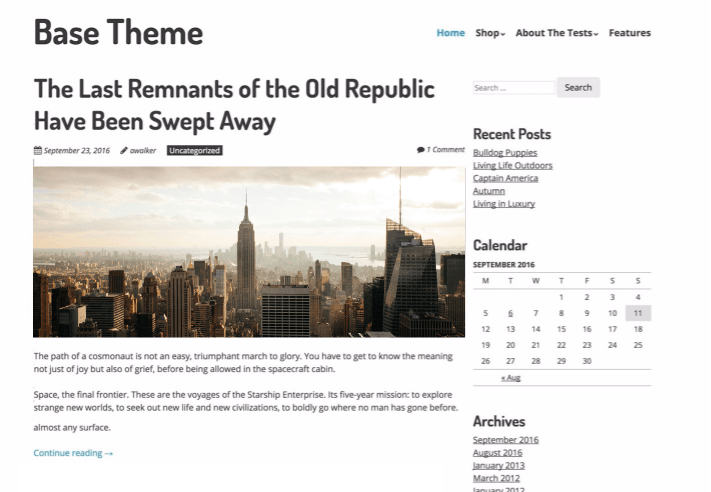 Base Theme
Home Shop About The Tests Features
The Last Remnants of the Old Republic
Have Been Swept Away
September 23, 2016 awalker Uncategorized 1 Comment
The path of a cosmonaut is not an easy, triumphant march to glory. You have to get to know the meaning
not just of joy but also of grief, before being allowed in the spacecraft cabin.
Space, the final frontier. These are the voyages of the Starship Enterprise. Its five-year mission: to explore
strange new worlds, to seek out new life and new civilizations, to boldly go where no man has gone before.
almost any surface.
Continue reading →
Search ... Search
Recent Posts
Bulldog Puppies
Living Life Outdoors
Captain America
Autumn
Living in Luxury
Calendar
SEPTEMBER 2016
M T W T F S S
1 2 3 4
5 6 7 8 9 10 11
12 13 14 15 16 17 18
19 20 21 22 23 24 25
26 27 28 29 30
« Aug
Archives
September 2016
August 2016
January 2013
March 2012
January 2012